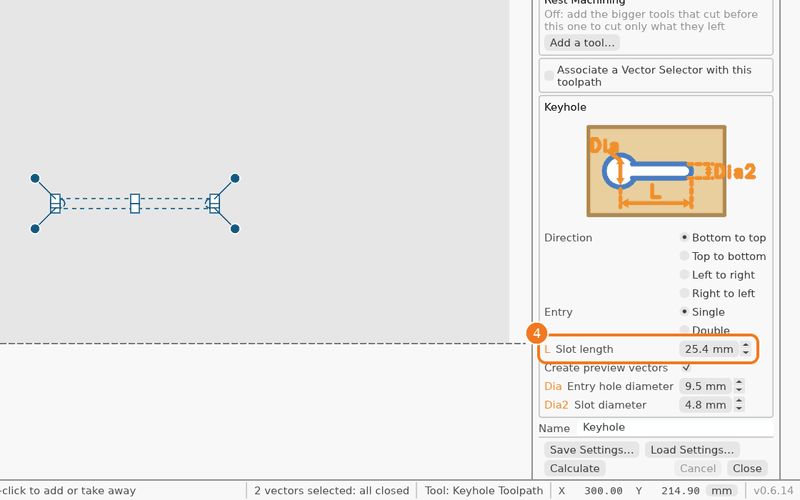 Rest Machining
Off: add the bigger tools that cut before
this one to cut only what they left
Add a tool...
Associate a Vector Selector with this
toolpath
Keyhole
Dia
Dia2
L
Direction
Bottom to top
Top to bottom
Left to right
Right to left
Entry
Single
Double
4
L Slot length 25.4 mm
Create preview vectors
Dia Entry hole diameter 9.5 mm
Dia2 Slot diameter 4.8 mm
Name Keyhole
Save Settings... Load Settings...
Calculate Cancel Close
-click to add or take away 2 vectors selected: all closed Tool: Keyhole Toolpath X 300.00 Y 214.90 mm v0.6.14